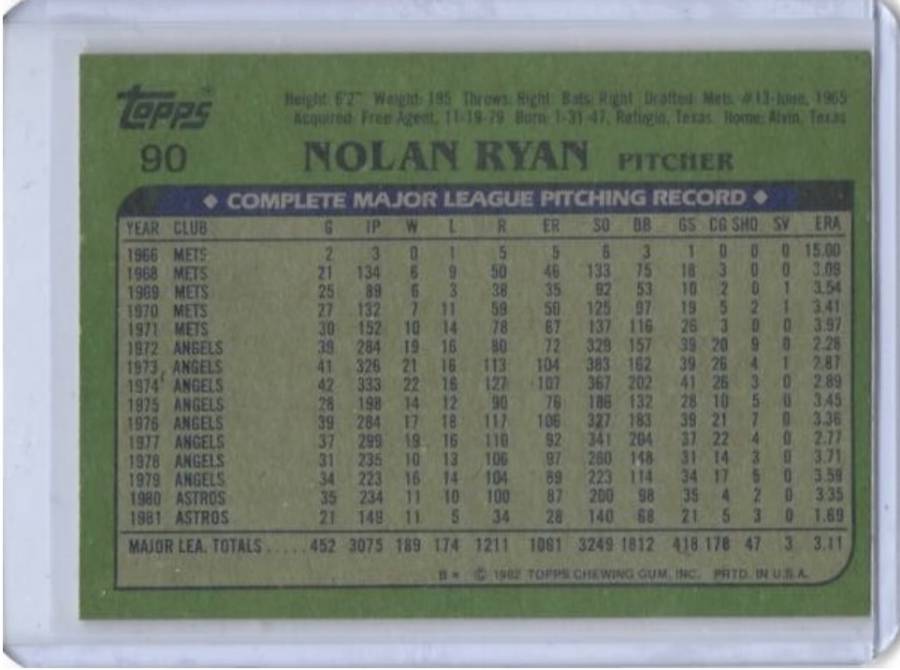 Topps
Height: 6'2" Weight: 195 Throws: Right Bats: Right Drafted: Mets #13-June, 1965
Acquired: Free Agent, 11-19-79 Born: 1-31-47, Refugio, Texas Home: Alvin, Texas
90 NOLAN RYAN PITCHER
◆ COMPLETE MAJOR LEAGUE PITCHING RECORD ◆
YEAR CLUB G IP W L R ER SO BB GS CG SHO SV ERA
1966 METS 2 3 0 1 5 5 6 3 1 0 0 0 15.00
1968 METS 21 134 6 9 50 46 133 75 18 3 0 0 3.09
1969 METS 25 89 6 3 38 35 92 53 10 2 0 1 3.54
1970 METS 27 132 7 11 59 50 125 97 19 5 2 1 3.41
1971 METS 30 152 10 14 78 67 137 116 26 3 0 0 3.97
1972 ANGELS 39 284 19 16 80 72 329 157 39 20 9 0 2.28
1973 ANGELS 41 326 21 16 113 104 383 162 39 26 4 1 2.87
1974 ANGELS 42 333 22 16 127 107 367 202 41 26 3 0 2.89
1975 ANGELS 28 198 14 12 90 76 186 132 28 10 5 0 3.45
1976 ANGELS 39 284 17 18 117 106 327 183 39 21 7 0 3.36
1977 ANGELS 37 299 19 16 110 92 341 204 37 22 4 0 2.77
1978 ANGELS 31 235 10 13 106 97 260 148 31 14 3 0 3.71
1979 ANGELS 34 223 16 14 104 89 223 114 34 17 5 0 3.59
1980 ASTROS 35 234 11 10 100 87 200 98 35 4 2 0 3.35
1981 ASTROS 21 149 11 5 34 28 140 68 21 5 3 0 1.69
MAJOR LEA. TOTALS.....452 3075 189 174 1211 1061 3249 1812 418 178 47 3 3.11
B* © 1982 TOPPS CHEWING GUM, INC. PRTD. IN U.S.A.